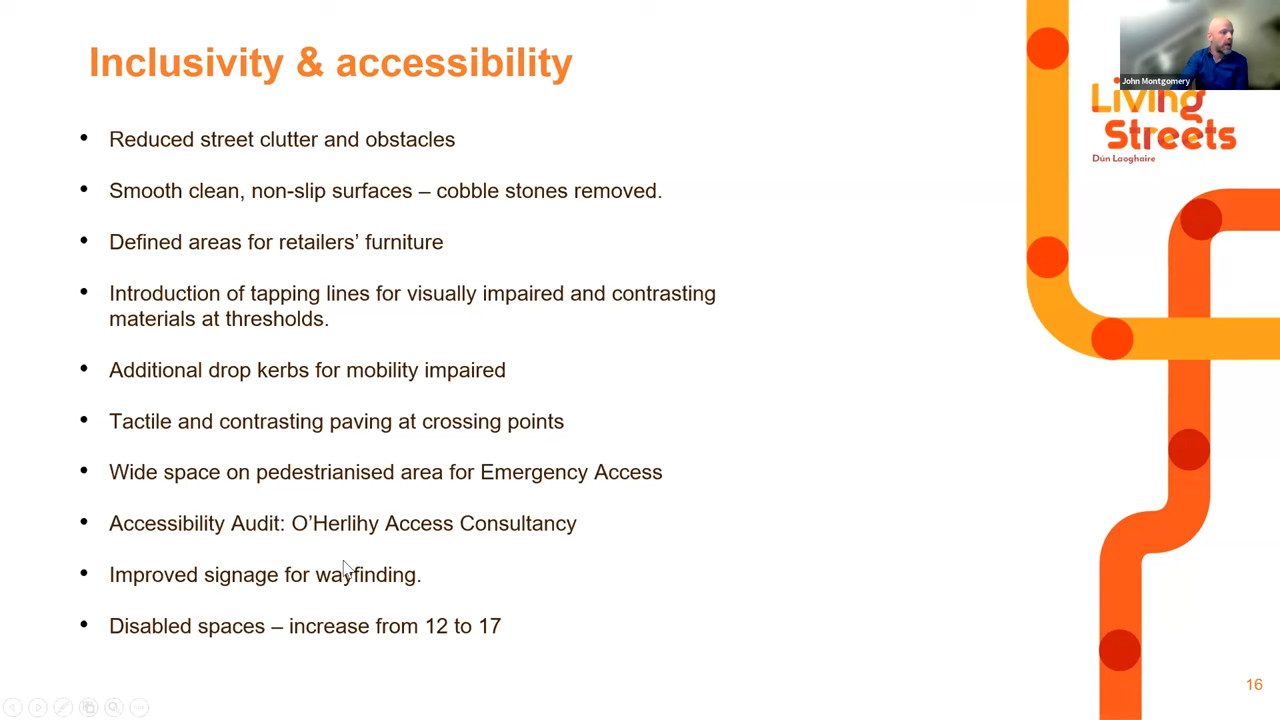 Inclusivity & accessibility
John Montgomery
Living
Streets
Dún Laoghaire
• Reduced street clutter and obstacles
• Smooth clean, non-slip surfaces – cobble stones removed.
• Defined areas for retailers’ furniture
• Introduction of tapping lines for visually impaired and contrasting
materials at thresholds.
• Additional drop kerbs for mobility impaired
• Tactile and contrasting paving at crossing points
• Wide space on pedestrianised area for Emergency Access
• Accessibility Audit: O’Herlihy Access Consultancy
• Improved signage for wayfinding.
• Disabled spaces – increase from 12 to 17
16